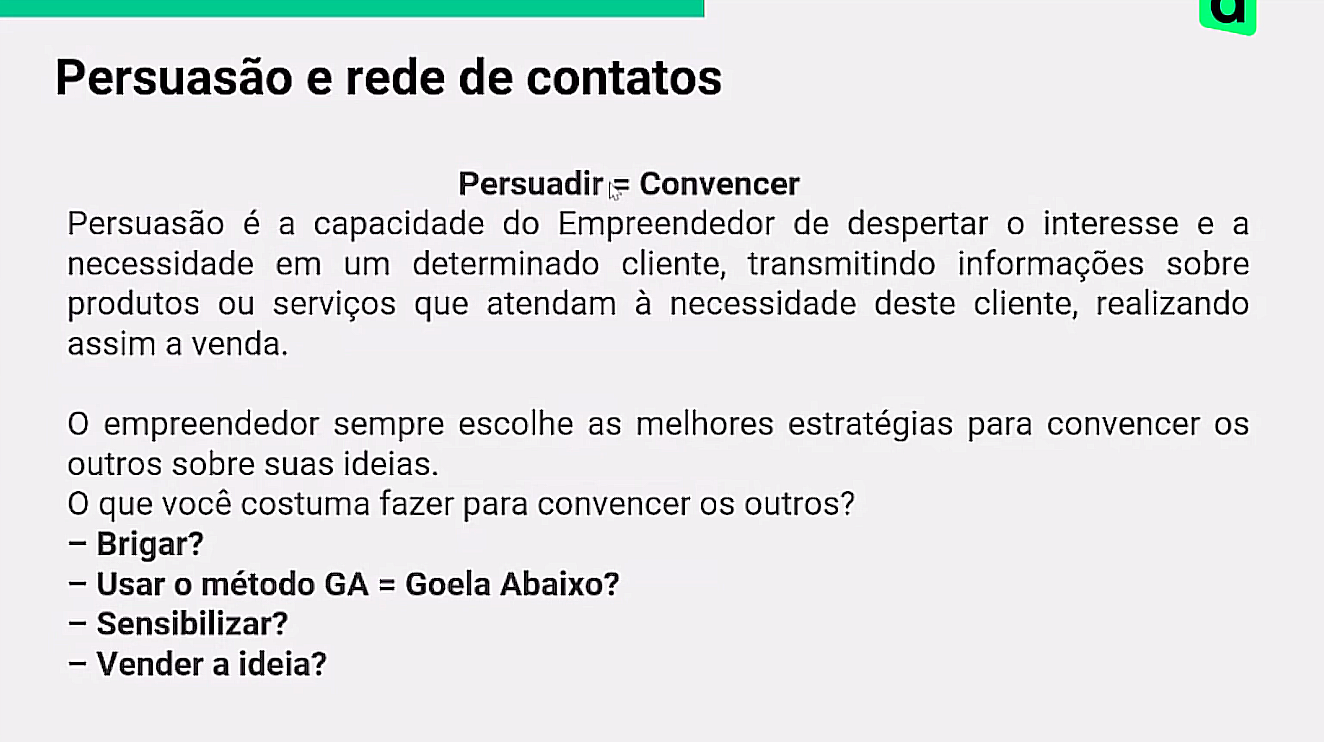 Persuasão e rede de contatos
Persuadir = Convencer
Persuasão é a capacidade do Empreendedor de despertar o interesse e a
necessidade em um determinado cliente, transmitindo informações sobre
produtos ou serviços que atendam à necessidade deste cliente, realizando
assim a venda.
O empreendedor sempre escolhe as melhores estratégias para convencer os
outros sobre suas ideias.
O que você costuma fazer para convencer os outros?
– Brigar?
– Usar o método GA = Goela Abaixo?
– Sensibilizar?
– Vender a ideia?